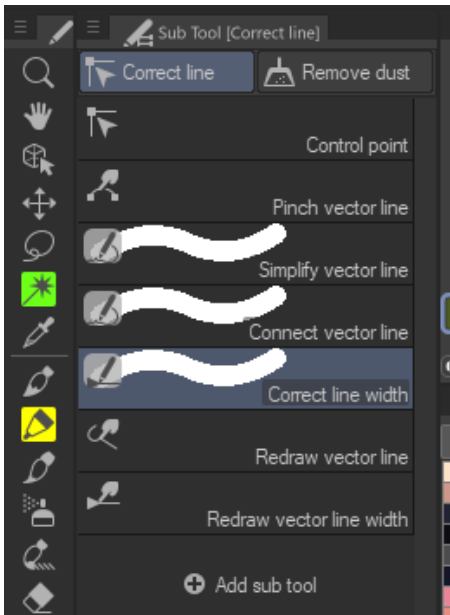 Sub Tool [Correct line]
Correct line
Remove dust
Control point
Pinch vector line
Simplify vector line
Connect vector line
Correct line width
Redraw vector line
Redraw vector line width
Add sub tool